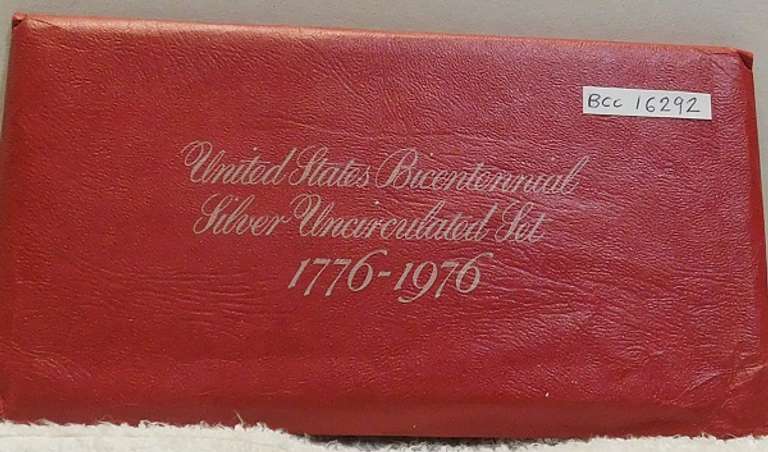 BCC 16292
United States Bicentennial
Silver Uncirculated Set
1776-1976